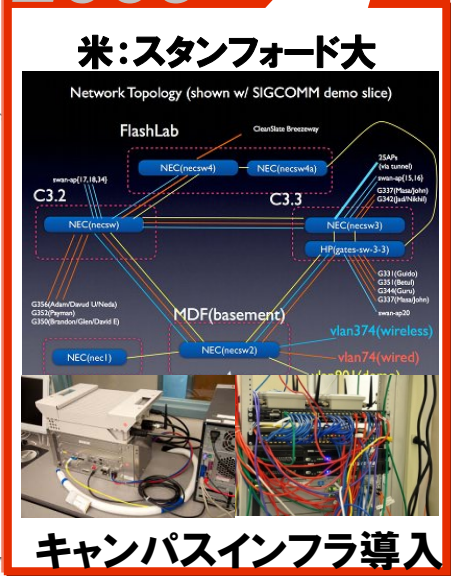 米:スタンフォード大
Network Topology (shown w/ SIGCOMM demo slice)
FlashLab
CleanSlate Breezeway
NEC(necsw4)
NEC(necsw4a)
25APs
(via tunnel)
swan-ap{17,18,34}
swan-ap{15,16}
C3.2
C3.3
G337(Masa/John)
G342(Jad/Nikhil)
NEC(necsw)
NEC(necsw3)
HP(gates-sw-3-3)
G331(Guido)
G351(Betul)
G344(Guru)
G337(Masa/John)
swan-ap20
G356(Adam/Davud U/Neda)
G352(Payman)
G350(Brandon/Glen/David E)
MDF(basement)
vlan374(wireless)
NEC(nec1)
NEC(necsw2)
vlan74(wired)
キャンパスインフラ導入